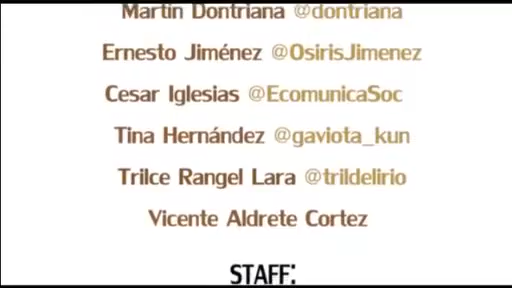 Martín Dontriana @dontriana
Ernesto Jiménez @OsirisJimenez
Cesar Iglesias @EcomunicaSoc
Tina Hernández @gaviota_kun
Trilce Rangel Lara @trildelirio
Vicente Aldrete Cortez
STAFF: